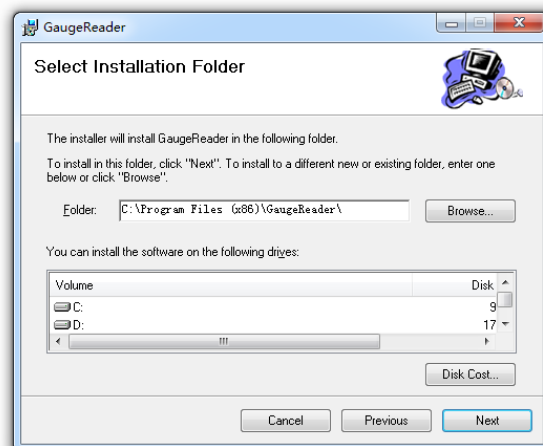 GaugeReader
Select Installation Folder
The installer will install GaugeReader in the following folder.
To install in this folder, click "Next". To install to a different new or existing folder, enter one
below or click "Browse".
Folder: C:\Program Files (x86)\GaugeReader\ Browse...
You can install the software on the following drives:
Volume Disk
C: 9
D: 17
Disk Cost...
Cancel Previous Next